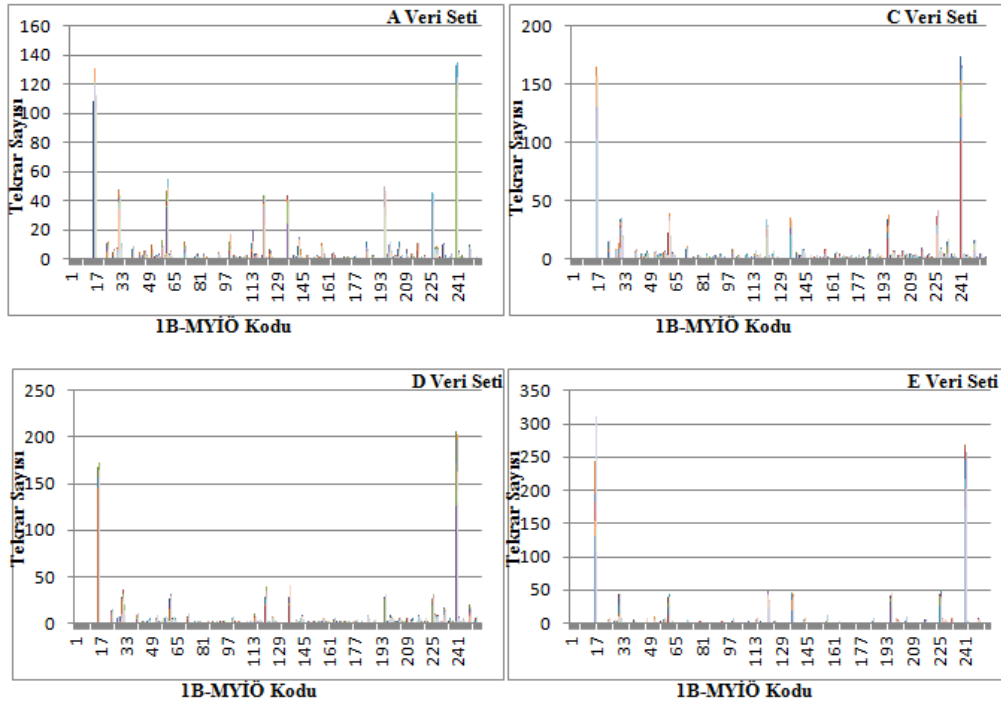 A Veri Seti
Tekrar Sayısı
160
140
120
100
80
60
40
20
0
1 17 33 49 65 81 97 113 129 145 161 177 193 209 225 241
1B-MYİÖ Kodu
C Veri Seti
Tekrar Sayısı
200
150
100
50
0
1 17 33 49 65 81 97 113 129 145 161 177 193 209 225 241
1B-MYİÖ Kodu
D Veri Seti
Tekrar Sayısı
250
200
150
100
50
0
1 17 33 49 65 81 97 113 129 145 161 177 193 209 225 241
1B-MYİÖ Kodu
E Veri Seti
Tekrar Sayısı
350
300
250
200
150
100
50
0
1 17 33 49 65 81 97 113 129 145 161 177 193 209 225 241
1B-MYİÖ Kodu